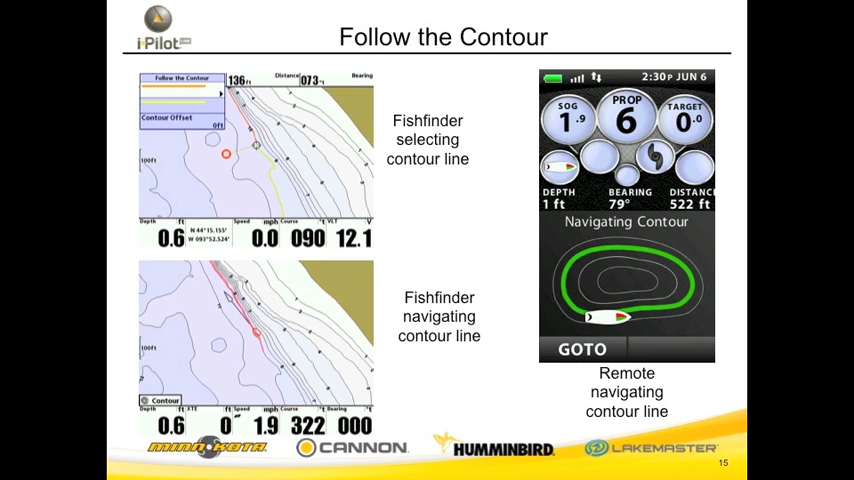 i-Pilot LINK
Follow the Contour
Follow the Contour
Contour Offset
0ft
136ft
Distance
073°t
Bearing
100ft
Depth ft
0.6
N 44°15.155'
W 093°52.524'
Speed mph
0.0
Course °t
090
VLT V
12.1
Fishfinder
selecting
contour line
100ft
Contour
Depth ft
0.6
XTE
0
Speed mph
1.9
Course °t
322
Bearing °t
000
Fishfinder
navigating
contour line
2:30P JUN 6
SOG
1.9
PROP
6
TARGET
0.0
DEPTH
1 ft
BEARING
79°
DISTANC
522 ft
Navigating Contour
GOTO
Remote
navigating
contour line
MINN KOTA
CANNON
HUMMINBIRD
LAKEMASTER
15